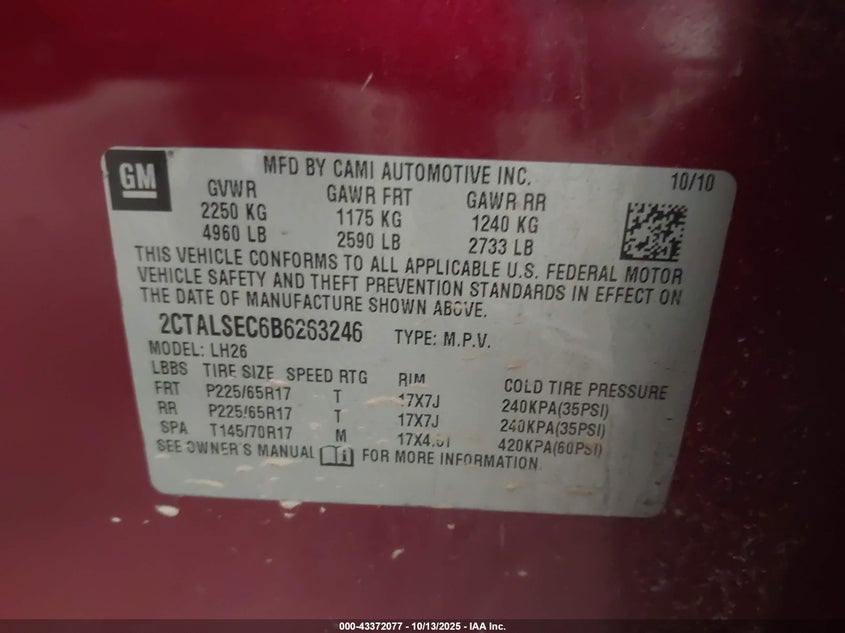 GM
MFD BY CAMI AUTOMOTIVE INC.
10/10
GVWR GAWR FRT GAWR RR
2250 KG 1175 KG 1240 KG
4960 LB 2590 LB 2733 LB
THIS VEHICLE CONFORMS TO ALL APPLICABLE U.S. FEDERAL MOTOR
VEHICLE SAFETY AND THEFT PREVENTION STANDARDS IN EFFECT ON
THE DATE OF MANUFACTURE SHOWN ABOVE.
2CTALSEC6B6263246 TYPE: M.P.V.
MODEL: LH26
LBBS TIRE SIZE SPEED RTG RIM COLD TIRE PRESSURE
FRT P225/65R17 T 17X7J 240KPA(35PSI)
RR P225/65R17 T 17X7J 240KPA(35PSI)
SPA T145/70R17 M 420KPA(60PSI)
SEE OWNER'S MANUAL FOR MORE INFORMATION.
000-43372077 - 10/13/2025 - IAA Inc.